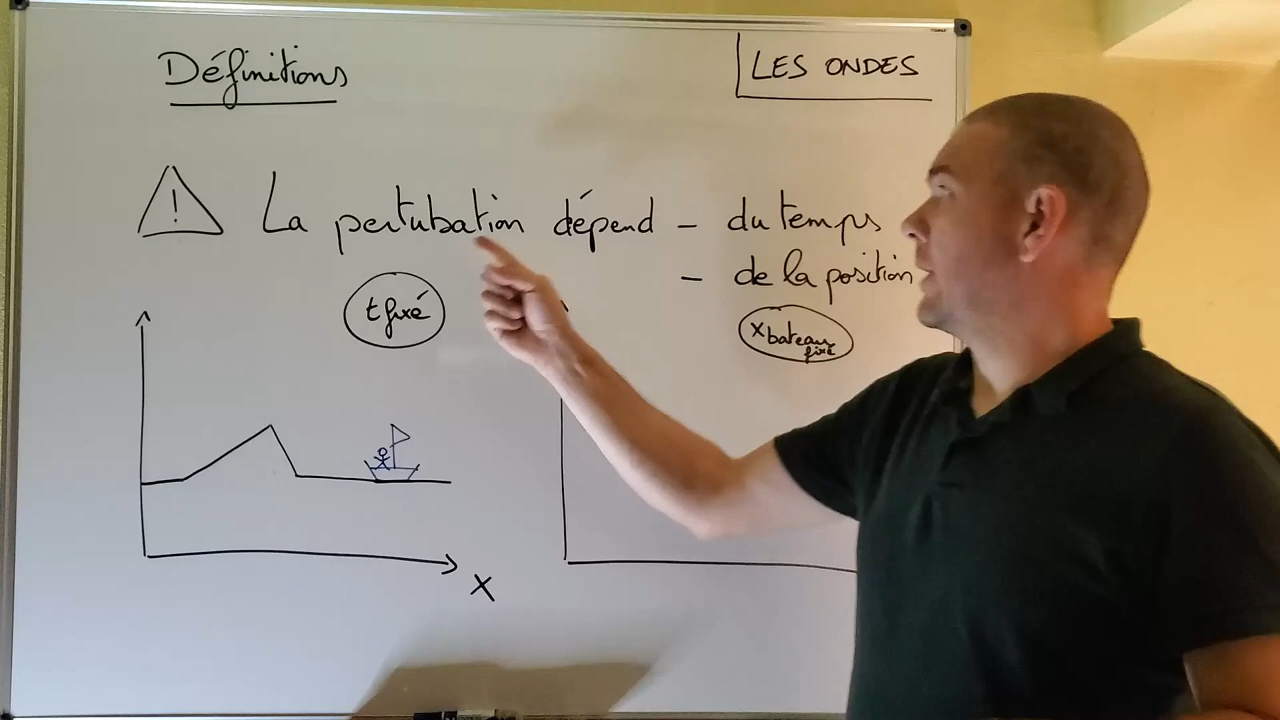 Définitions
LES ONDES
! La pertubation dépend - du temps
- de la position
t fixé
x bateau
fixé
x